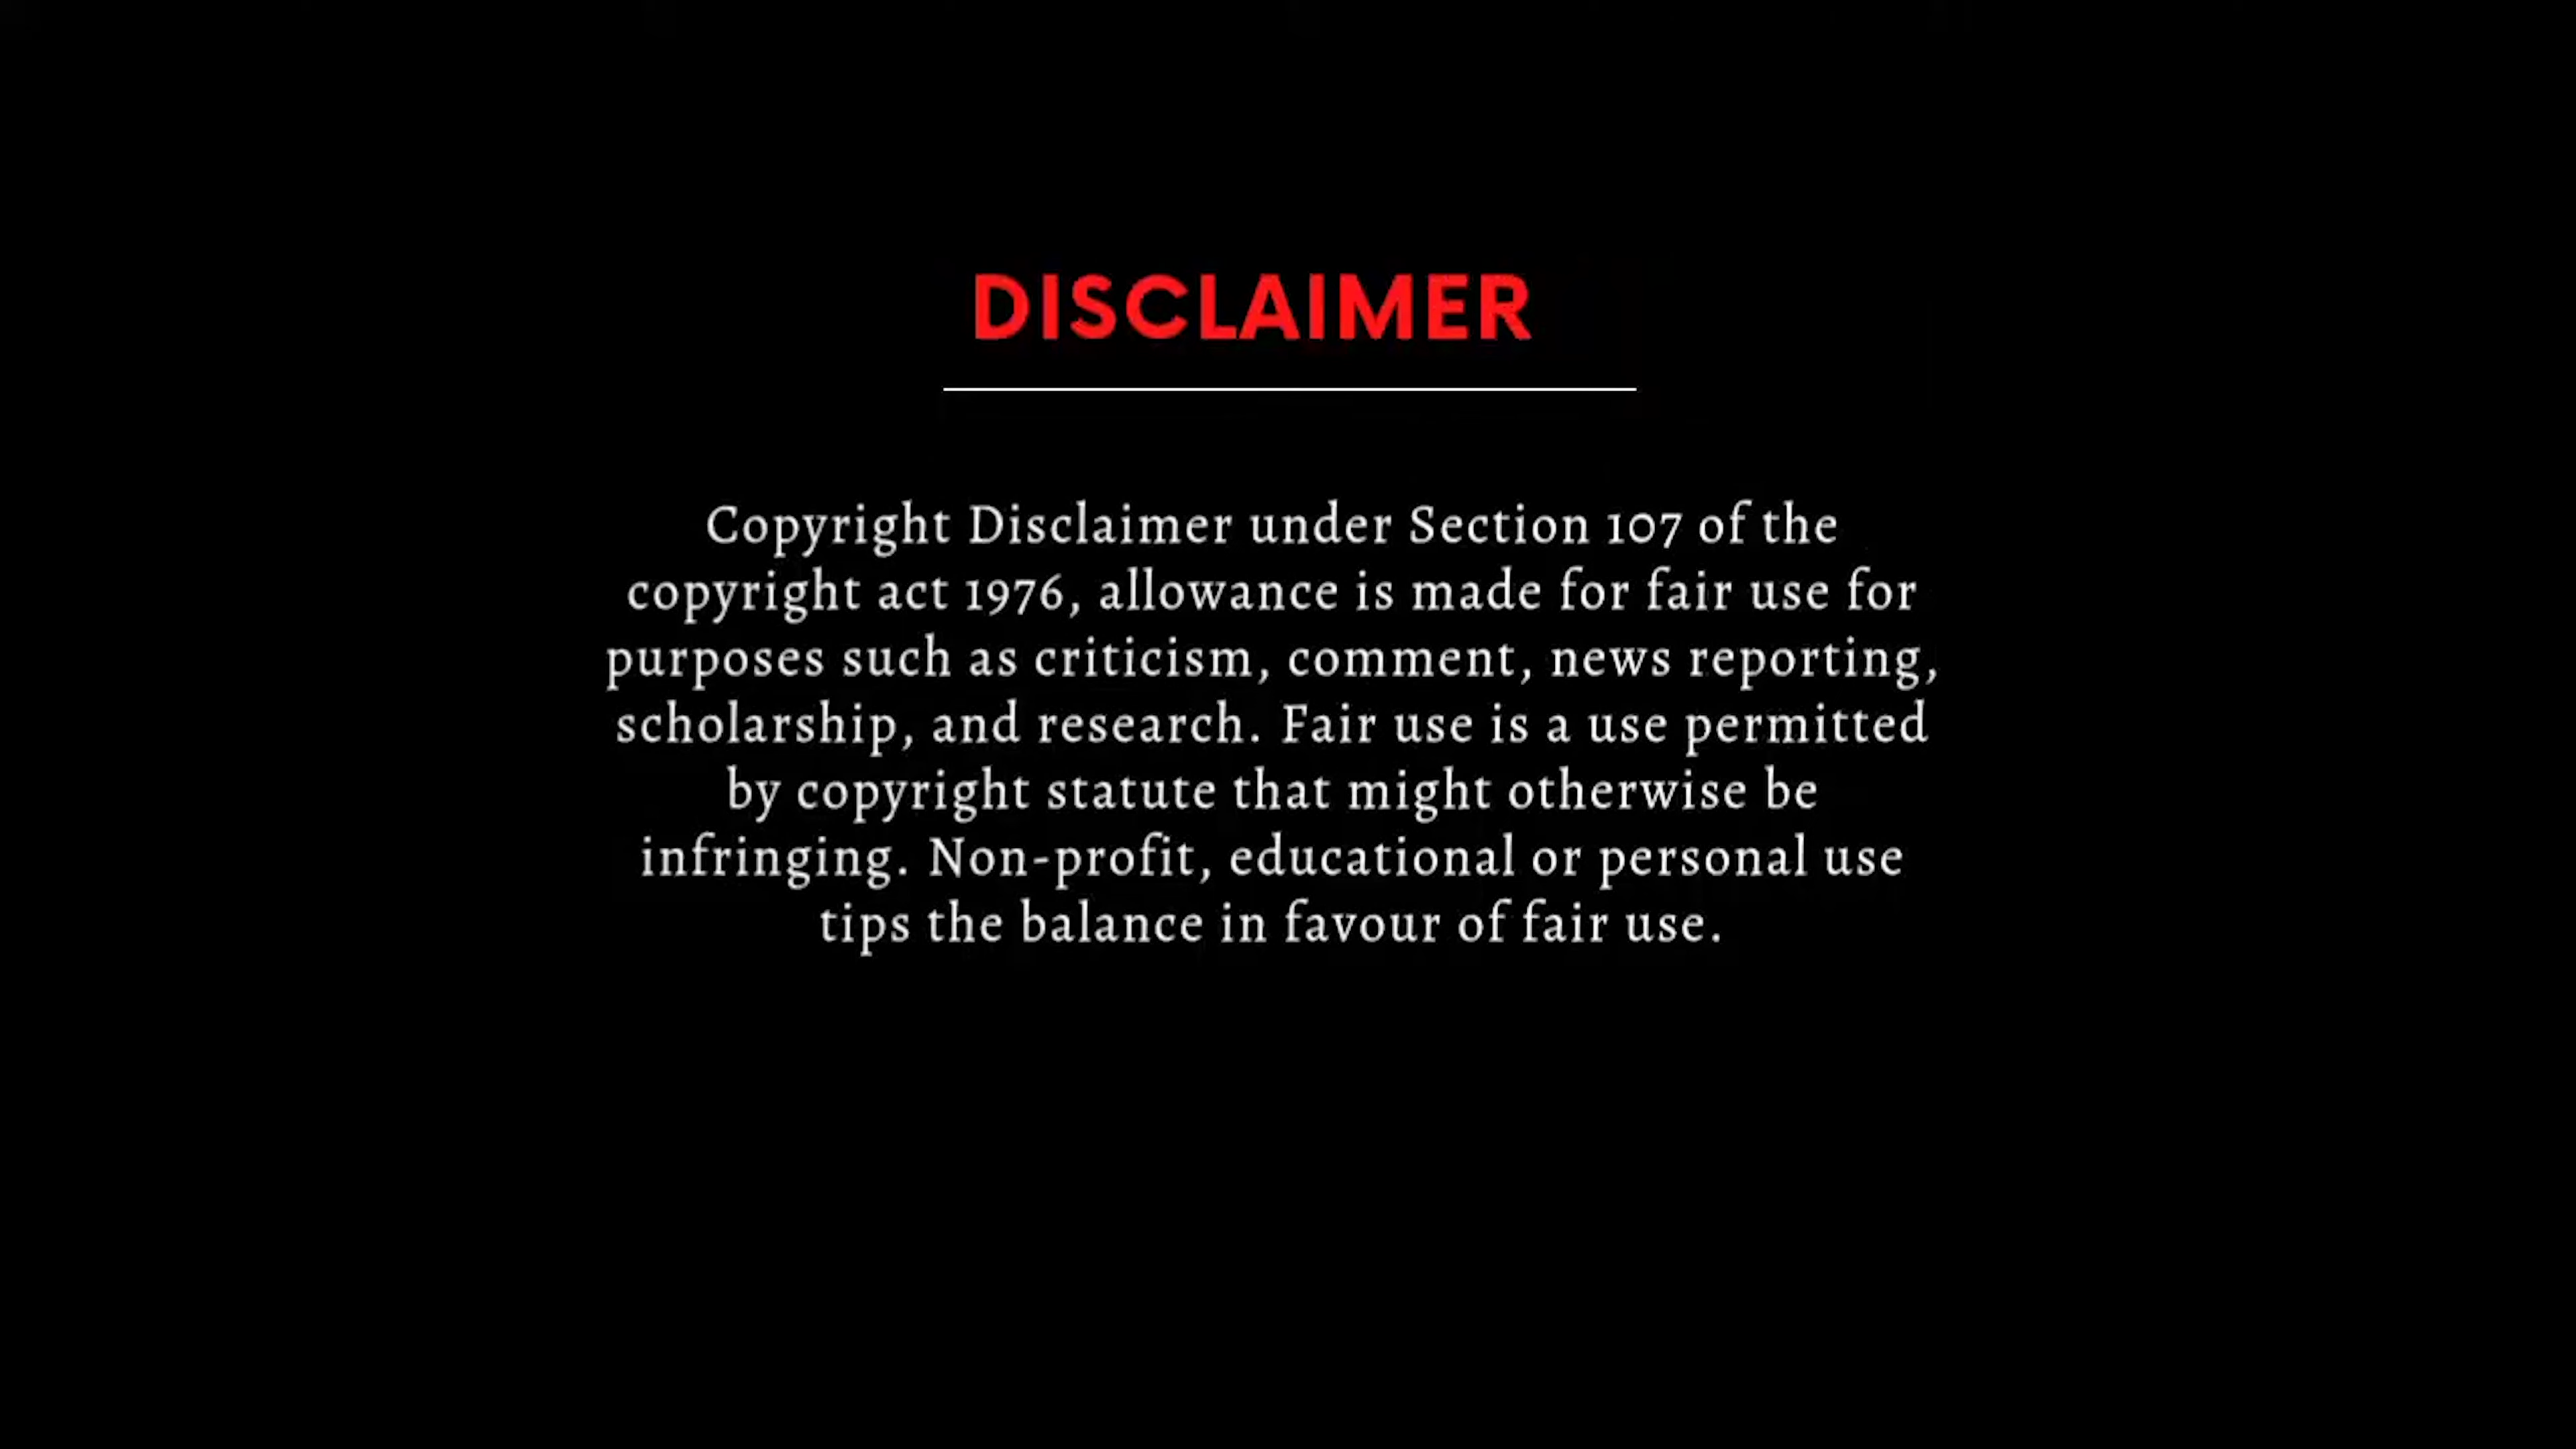 DISCLAIMER
Copyright Disclaimer under Section 107 of the
copyright act 1976, allowance is made for fair use for
purposes such as criticism, comment, news reporting,
scholarship, and research. Fair use is a use permitted
by copyright statute that might otherwise be
infringing. Non-profit, educational or personal use
tips the balance in favour of fair use.